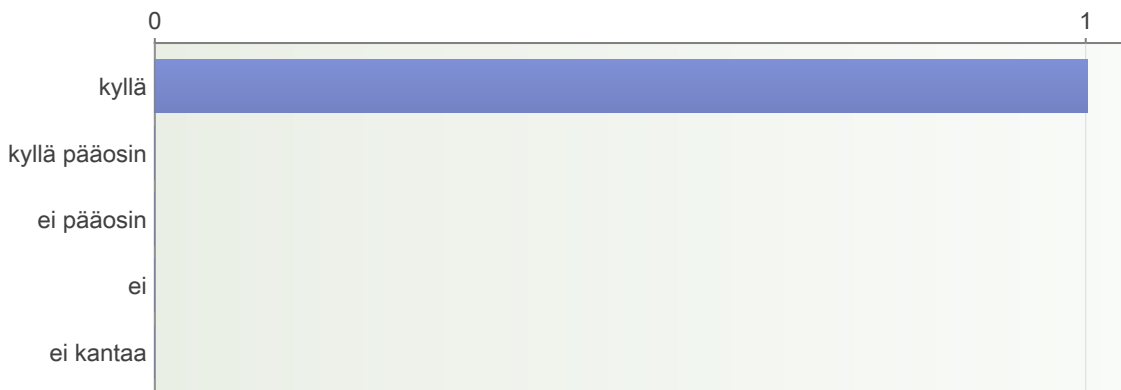 0 1
kyllä
kyllä pääosin
ei pääosin
ei
ei kantaa